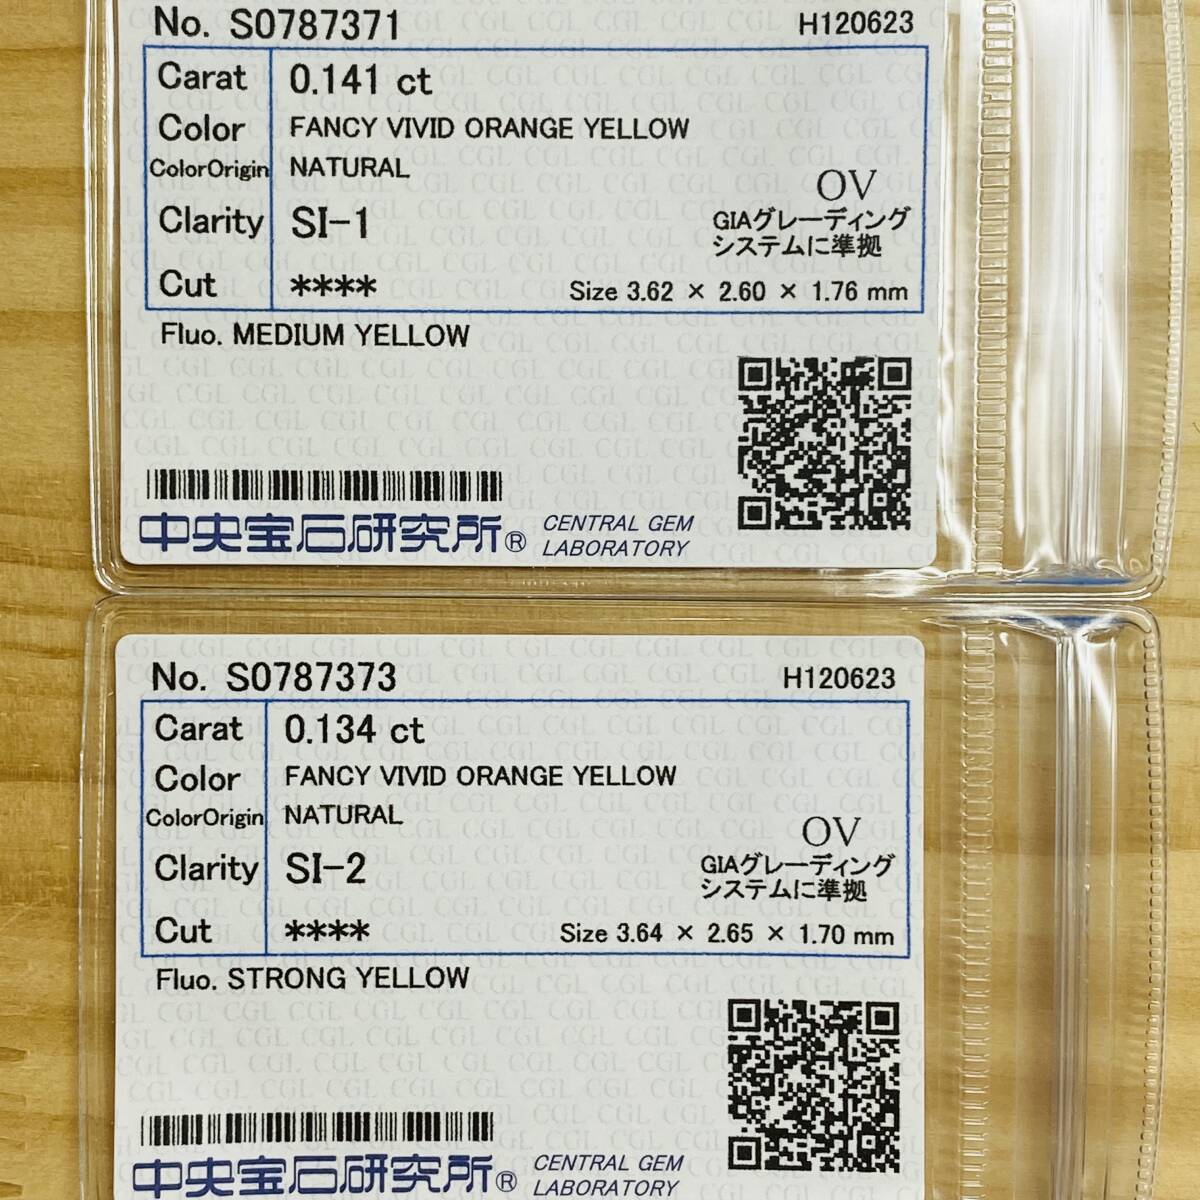 No. S0787371 H120623
Carat 0.141 ct
Color FANCY VIVID ORANGE YELLOW
ColorOrigin NATURAL
OV
Clarity SI-1 GIAグレーディング
システムに準拠
Cut **** Size 3.62 × 2.60 × 1.76 mm
Fluo. MEDIUM YELLOW
中央宝石研究所® CENTRAL GEM
LABORATORY
No. S0787373 H120623
Carat 0.134 ct
Color FANCY VIVID ORANGE YELLOW
ColorOrigin NATURAL
OV
Clarity SI-2 GIAグレーディング
システムに準拠
Cut **** Size 3.64 × 2.65 × 1.70 mm
Fluo. STRONG YELLOW
中央宝石研究所® CENTRAL GEM
LABORATORY